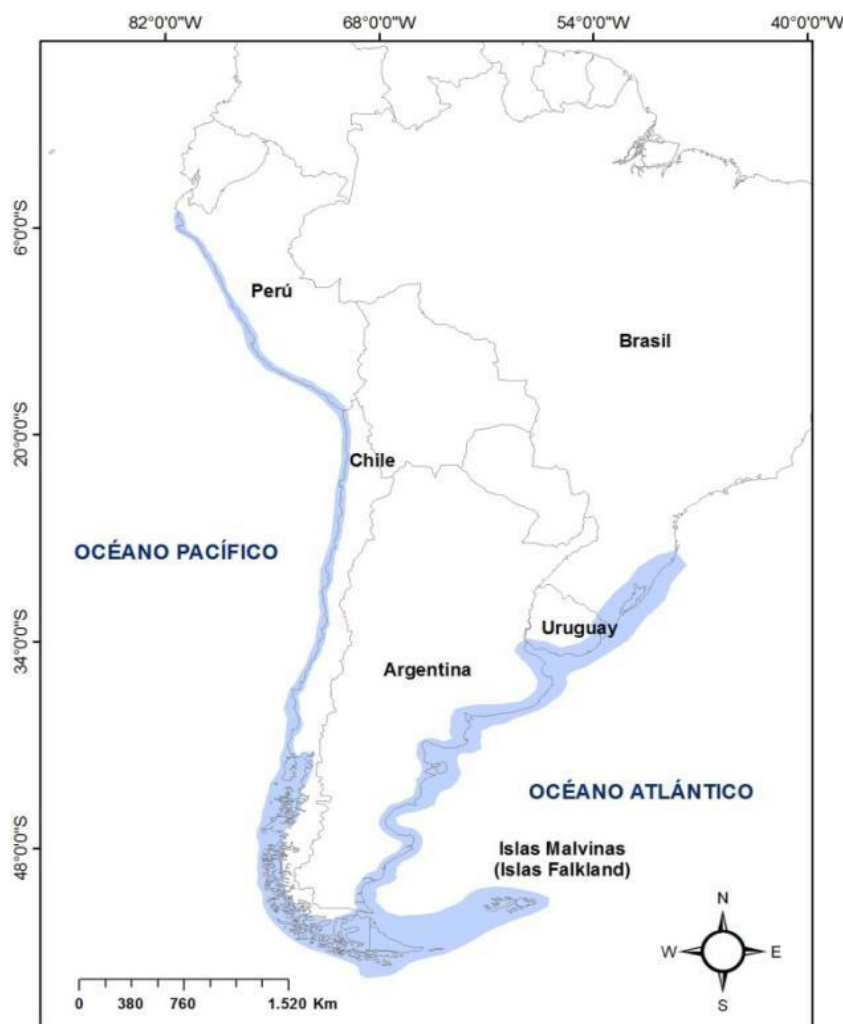 82°0'0"W
68°0'0"W
54°0'0"W
40°0'0"W
6°0'0"S
20°0'0"S
34°0'0"S
48°0'0"S
Perú
Brasil
Chile
OCÉANO PACÍFICO
Uruguay
Argentina
OCÉANO ATLÁNTICO
Islas Malvinas
(Islas Falkland)
N
W
E
S
0 380 760 1.520 Km